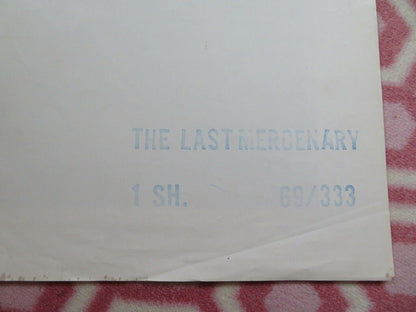 THE LAST MERCENARY
1 SH. 69/333